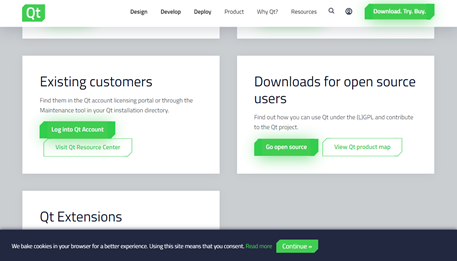 Qt
Design Develop Deploy Product Why Qt? Resources Download. Try. Buy.
Existing customers
Find them in the Qt account licensing portal or through the
Maintenance tool in your Qt installation directory.
Log into Qt Account
Visit Qt Resource Center
Downloads for open source
users
Find out how you can use Qt under the (L)GPL and contribute
to the Qt project.
Go open source View Qt product map
Qt Extensions
We bake cookies in your browser for a better experience. Using this site means that you consent. Read more Continue »